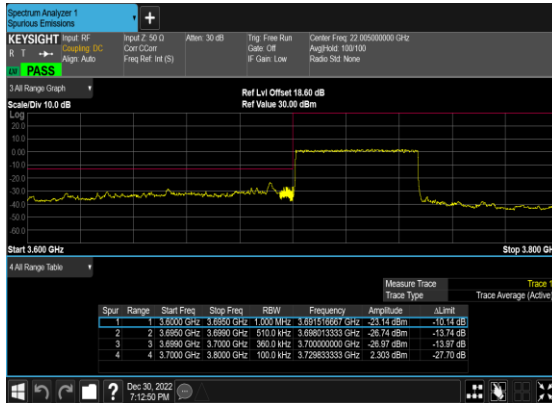 Spectrum Analyzer 1
Spurious Emissions
+
KEYSIGHT Input: RF Input Z: 50 Ω Atten: 30 dB Trig: Free Run Center Freq: 22.005000000 GHz
R T Coupling: DC Corr CCorr Gate: Off Avg|Hold: 100/100
Align: Auto Freq Ref: Int (S) IF Gain: Low Radio Std: None
LXI PASS
3 All Range Graph
Ref Lvl Offset 18.60 dB
Scale/Div 10.0 dB Ref Value 30.00 dBm
Log
20.0
10.0
0.00
-10.0
-20.0
-30.0
-40.0
-50.0
-60.0
Start 3.600 GHz Stop 3.800 GH
4 All Range Table
Measure Trace Trace 1
Trace Type Trace Average (Active)
Spur Range Start Freq Stop Freq RBW Frequency Amplitude ΔLimit
1 1 3.6000 GHz 3.6950 GHz 1.000 MHz 3.691516667 GHz -23.14 dBm -10.14 dB
2 2 3.6950 GHz 3.6990 GHz 510.0 kHz 3.698013333 GHz -26.74 dBm -13.74 dB
3 3 3.6990 GHz 3.7000 GHz 360.0 kHz 3.700000000 GHz -26.97 dBm -13.97 dB
4 4 3.7000 GHz 3.8000 GHz 100.0 kHz 3.729833333 GHz 2.303 dBm -27.70 dB
? Dec 30, 2022
7:12:50 PM